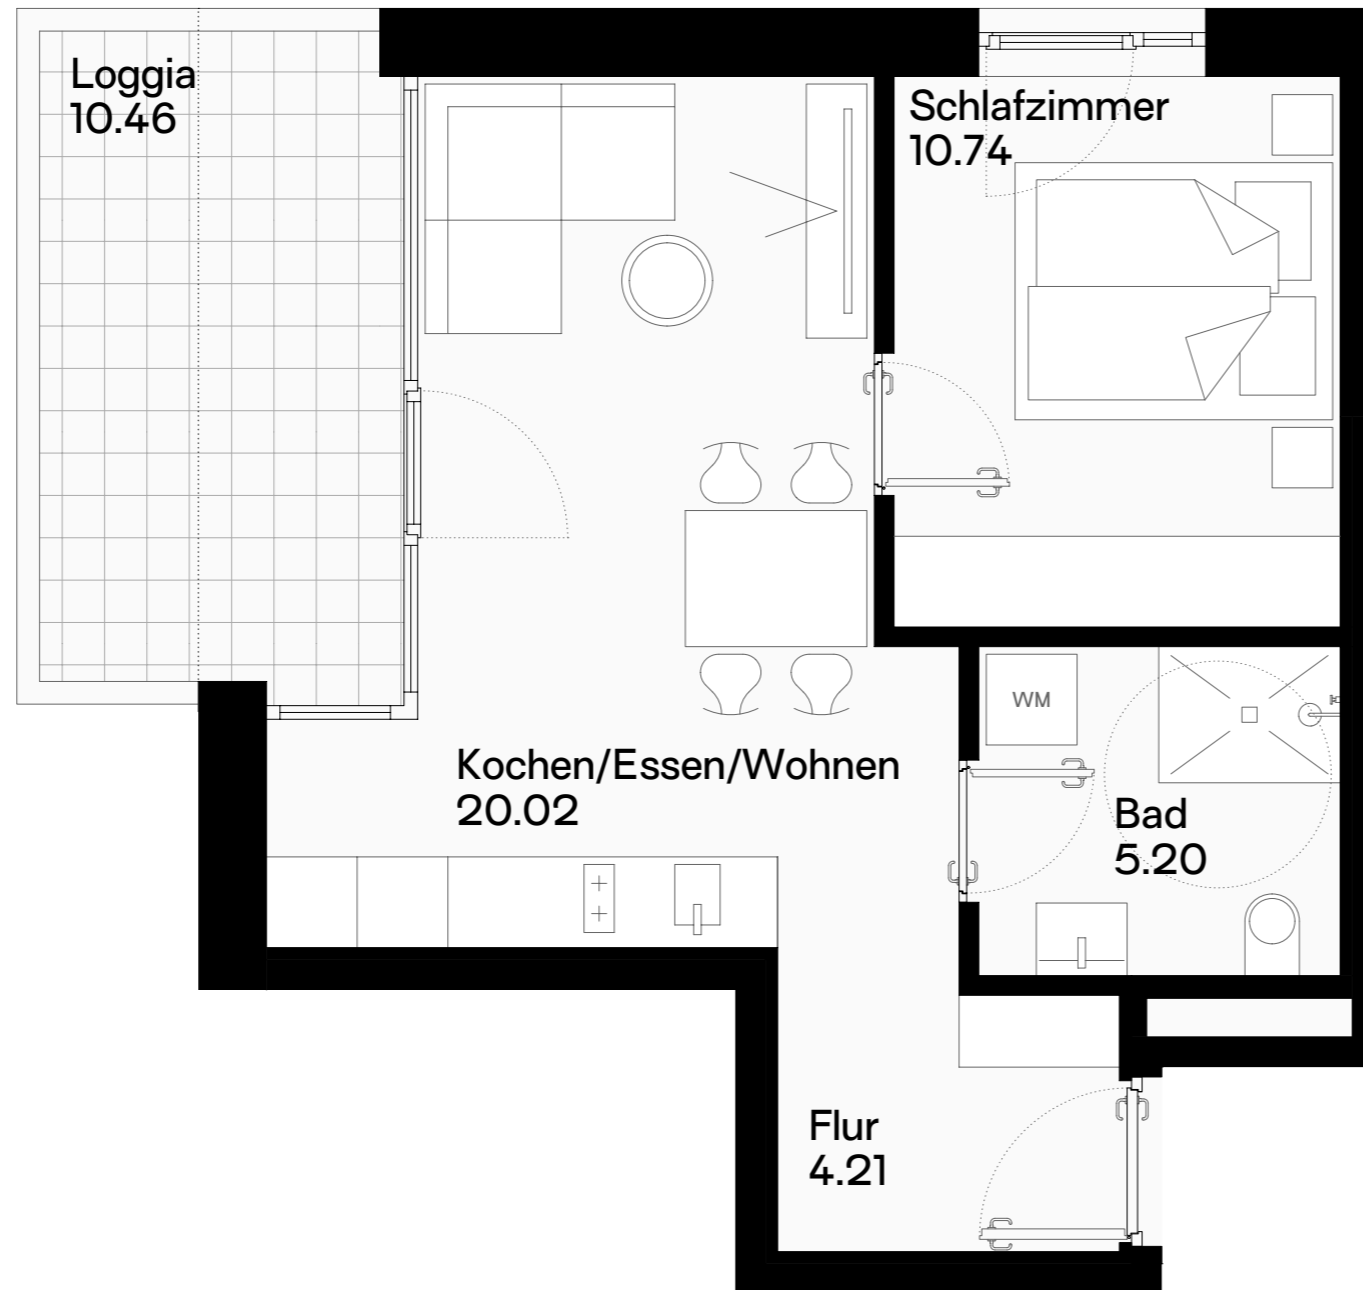 Loggia
10.46
Schlafzimmer
10.74
WM
Kochen/Essen/Wohnen
20.02
Bad
5.20
Flur
4.21